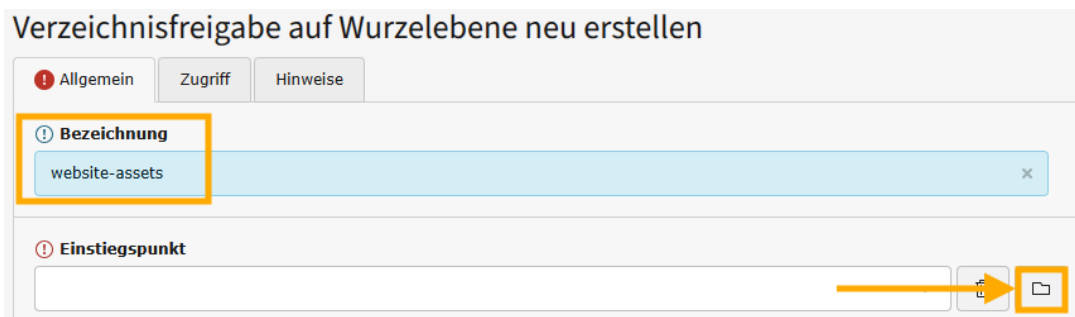 Verzeichnisfreigabe auf Wurzelebene neu erstellen
Allgemein Zugriff Hinweise
Bezeichnung
website-assets
Einstiegspunkt